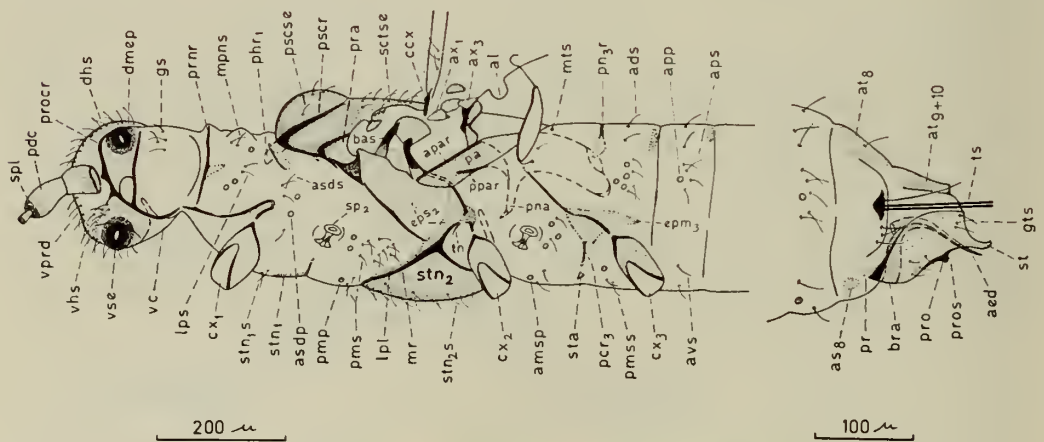 spl
pdc
procr
dhs
dmep
gs
prnr
mpns
phr₁
pscse
pscr
pra
sctse
ccx
ax₁
ax₃
al
mts
pn₃r
ads
app
aps
vprd
vhs
vse
vc
lps
cx₁
stn₁s
stn₁
asdp
pmp
pms
lpl
mr
stn₂s
cx₂
amsp
sta
pcr₃
pmss
cx₃
avs
asds
sp₂
bas
apar
pa
ppar
eps₂
pna
epm₃
stn₂
at₈
at₉+10
ts
gts
st
as₈
pr
bra
pro
pros
aed
200 µ
100 µ